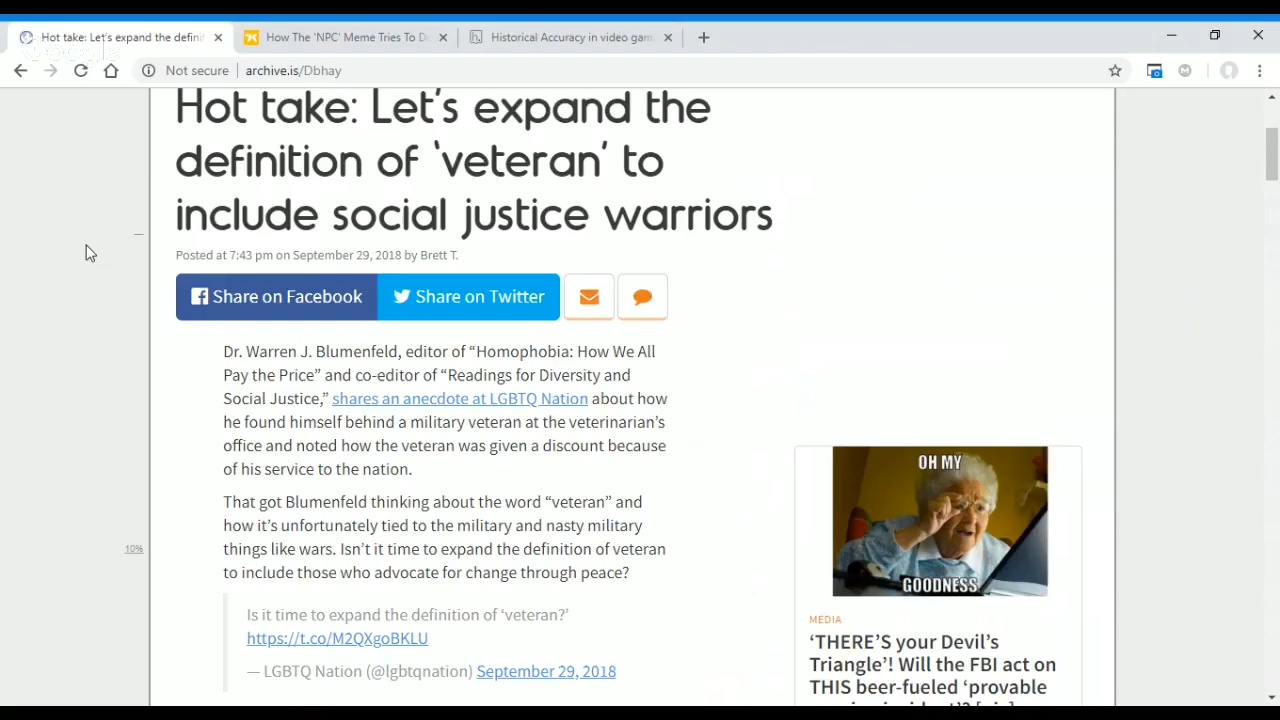 Hot take: Let's expand the defini
How The 'NPC' Meme Tries To D
Historical Accuracy in video gam
Not secure
archive.is/Dbhay
Hot take: Let's expand the
definition of 'veteran' to
include social justice warriors
Posted at 7:43 pm on September 29, 2018 by Brett T.
Share on Facebook
Share on Twitter
Dr. Warren J. Blumenfeld, editor of “Homophobia: How We All
Pay the Price” and co-editor of “Readings for Diversity and
Social Justice,” shares an anecdote at LGBTQ Nation about how
he found himself behind a military veteran at the veterinarian’s
office and noted how the veteran was given a discount because
of his service to the nation.
That got Blumenfeld thinking about the word “veteran” and
how it’s unfortunately tied to the military and nasty military
things like wars. Isn’t it time to expand the definition of veteran
to include those who advocate for change through peace?
10%
Is it time to expand the definition of ‘veteran?’
https://t.co/M2QXgoBKLU
— LGBTQ Nation (@lgbtqnation) September 29, 2018
OH MY
GOODNESS
MEDIA
‘THERE’S your Devil’s
Triangle’! Will the FBI act on
THIS beer-fueled ‘provable